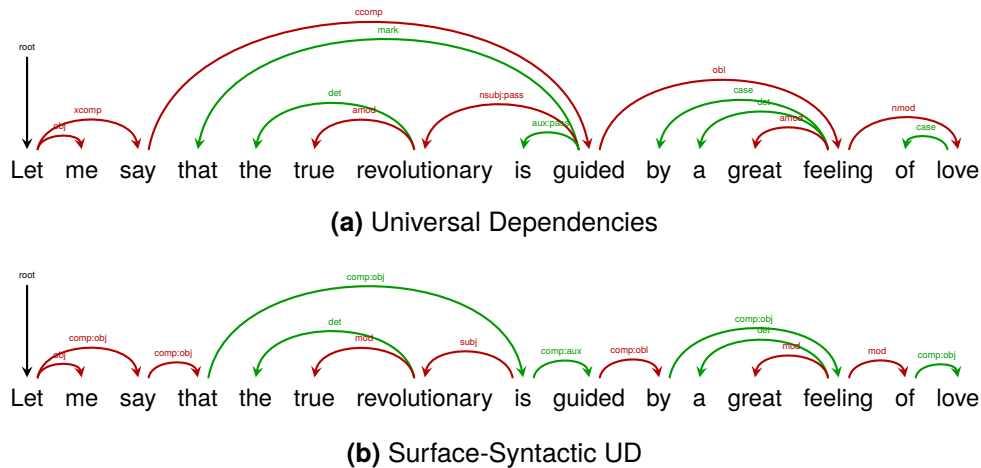 ccomp
mark
root
obl
det
nsubj:pass
case
xcomp
amod
det
nmod
obj
aux:pass
amod
case
Let me say that the true revolutionary is guided by a great feeling of love
(a) Universal Dependencies
root
comp:obj
comp:obj
det
det
comp:obj
mod
subj
obj
comp:obj
comp:aux
comp:obl
mod
mod
comp:obj
Let me say that the true revolutionary is guided by a great feeling of love
(b) Surface-Syntactic UD